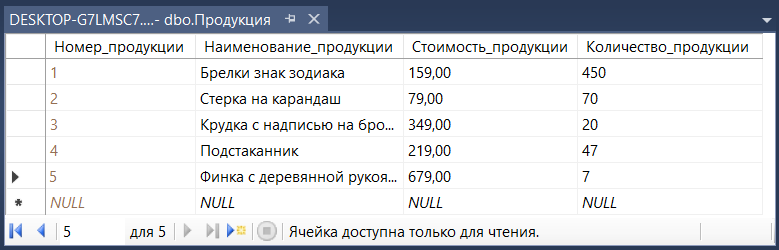 DESKTOP-G7LMSC7....- dbo.Продукция
Номер_продукции Наименование_продукции Стоимость_продукции Количество_продукции
1 Брелки знак зодиака 159,00 450
2 Стерка на карандаш 79,00 70
3 Крудка с надписью на бро... 349,00 20
4 Подстаканник 219,00 47
5 Финка с деревянной рукоя... 679,00 7
NULL NULL NULL NULL
5 для 5 Ячейка доступна только для чтения.